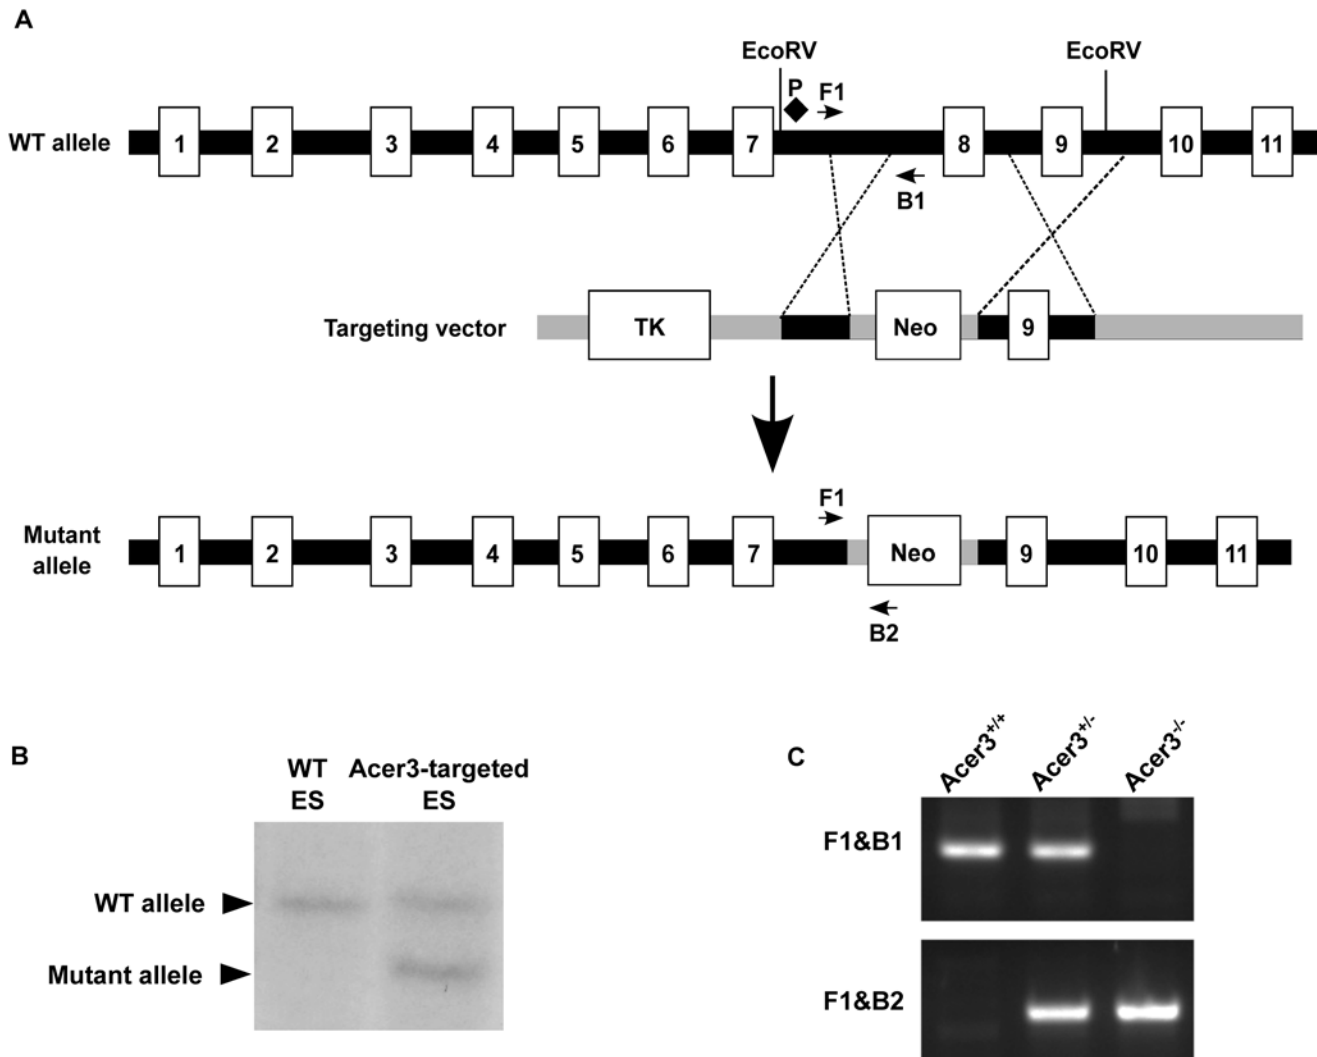 A
EcoRV EcoRV
P F1
WT allele 1 2 3 4 5 6 7 8 9 10 11
B1
Targeting vector TK Neo 9
F1
Mutant
allele 1 2 3 4 5 6 7 Neo 9 10 11
B2
B
WT Acer3-targeted
ES ES
WT allele
Mutant allele
C
Acer3+/+ Acer3+/- Acer3-/-
F1&B1
F1&B2